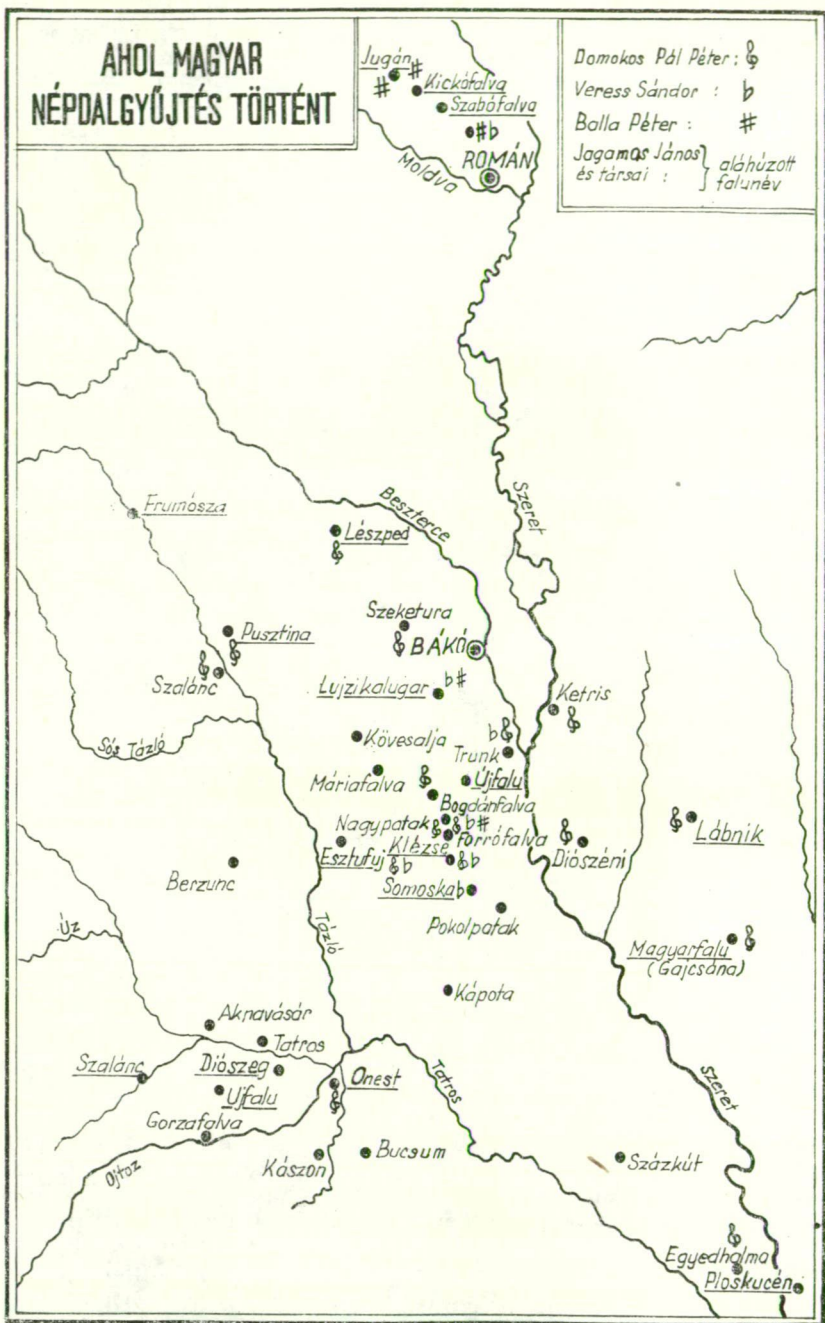 AHOL MAGYAR
NÉPDALGYŰJTÉS TÖRTÉNT
Domokos Pál Péter:
Veress Sándor : ♭
Balla Péter : #
Jagamas János
és társai :
aláhúzott
falunév
Jugán #
#
Kickófalva
Szabófalva
#♭
ROMÁN
Moldva
Szeret
Beszterce
Frumósza
Lészped
Szeketura
BÁKÓ
Pusztina
Szalánc
Lujzikalugar
♭#
Ketris
Sós Tázló
Kövesalja
♭
Trunk
Máriafalva
Újfalu
Bogdánfalva
Nagypatak
♭#
Forrófalva
Klézse
Esztufuj
♭
♭
Diószéni
Lábnik
Berzunc
Somoska ♭
Pokolpatak
Úz
Tázló
Magyarfalu
(Gajcsána)
Kápota
Aknavásár
Tatros
Szalánc
Diószeg
Onest
Tatros
Ujfalu
Szeret
Gorzafalva
Ojtoz
Kászon
Bucsum
Százkút
Egyedhalma
Ploskucén